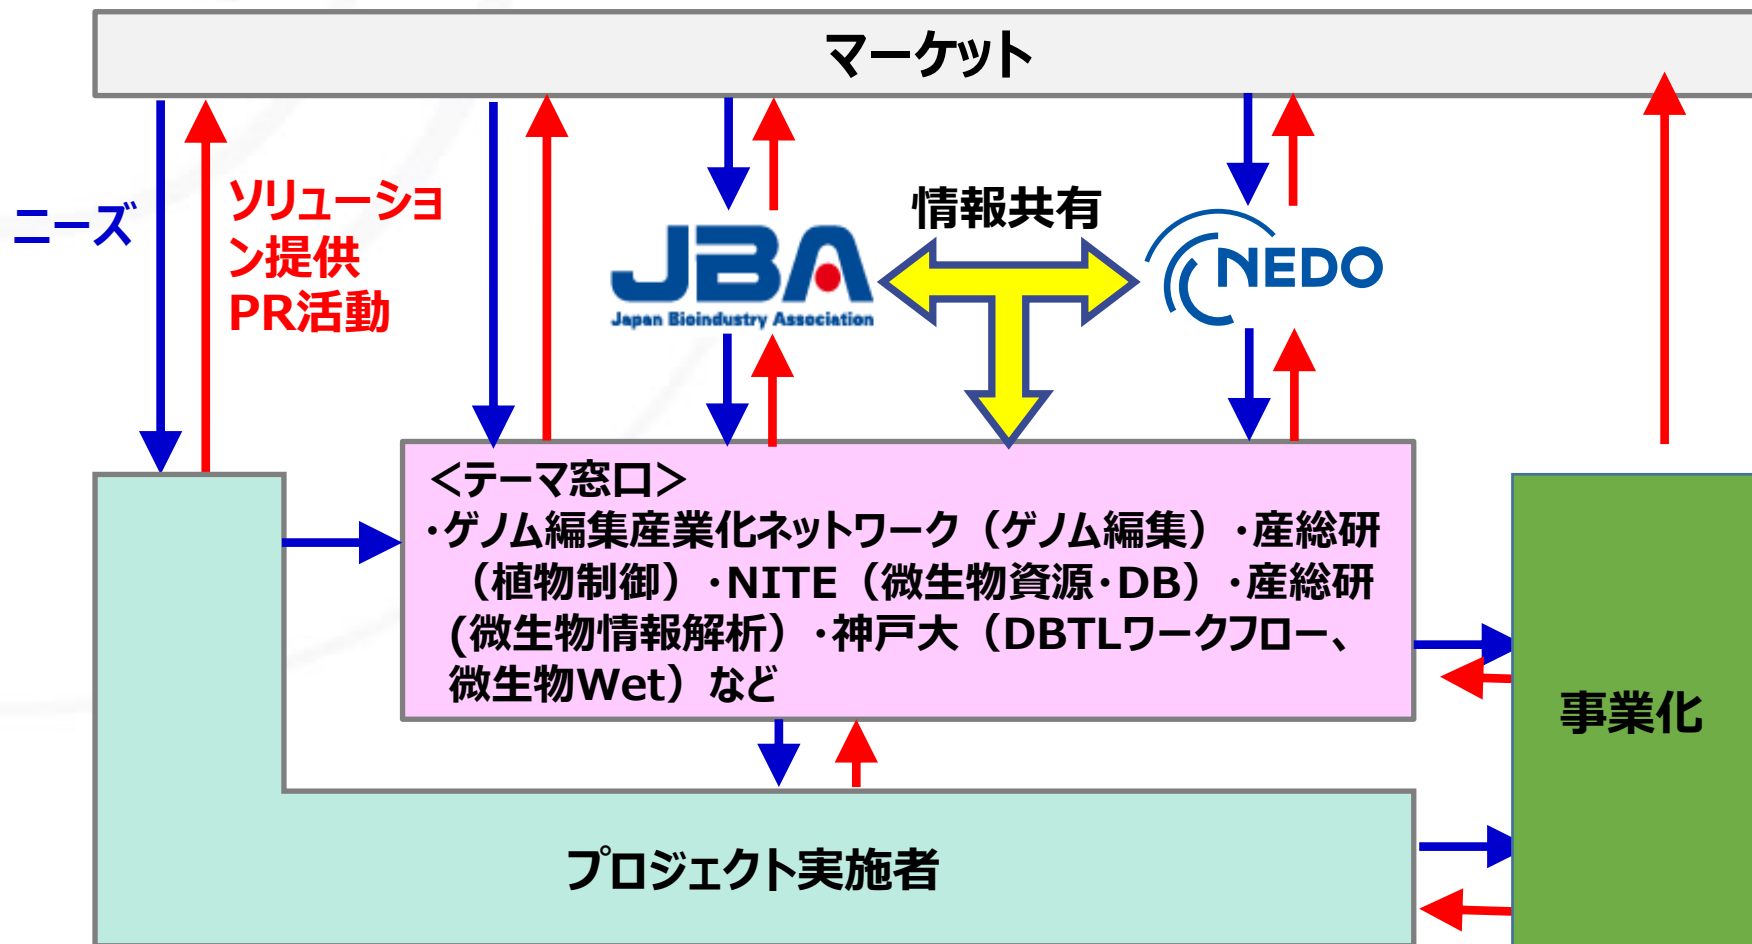 マーケット
ニーズ
ソリューショ
ン提供
PR活動
情報共有
JBA
Japan Bioindustry Association
NEDO
＜テーマ窓口＞
・ゲノム編集産業化ネットワーク（ゲノム編集）・産総研
（植物制御）・NITE（微生物資源・DB）・産総研
(微生物情報解析）・神戸大（DBTLワークフロー、
微生物Wet）など
事業化
プロジェクト実施者